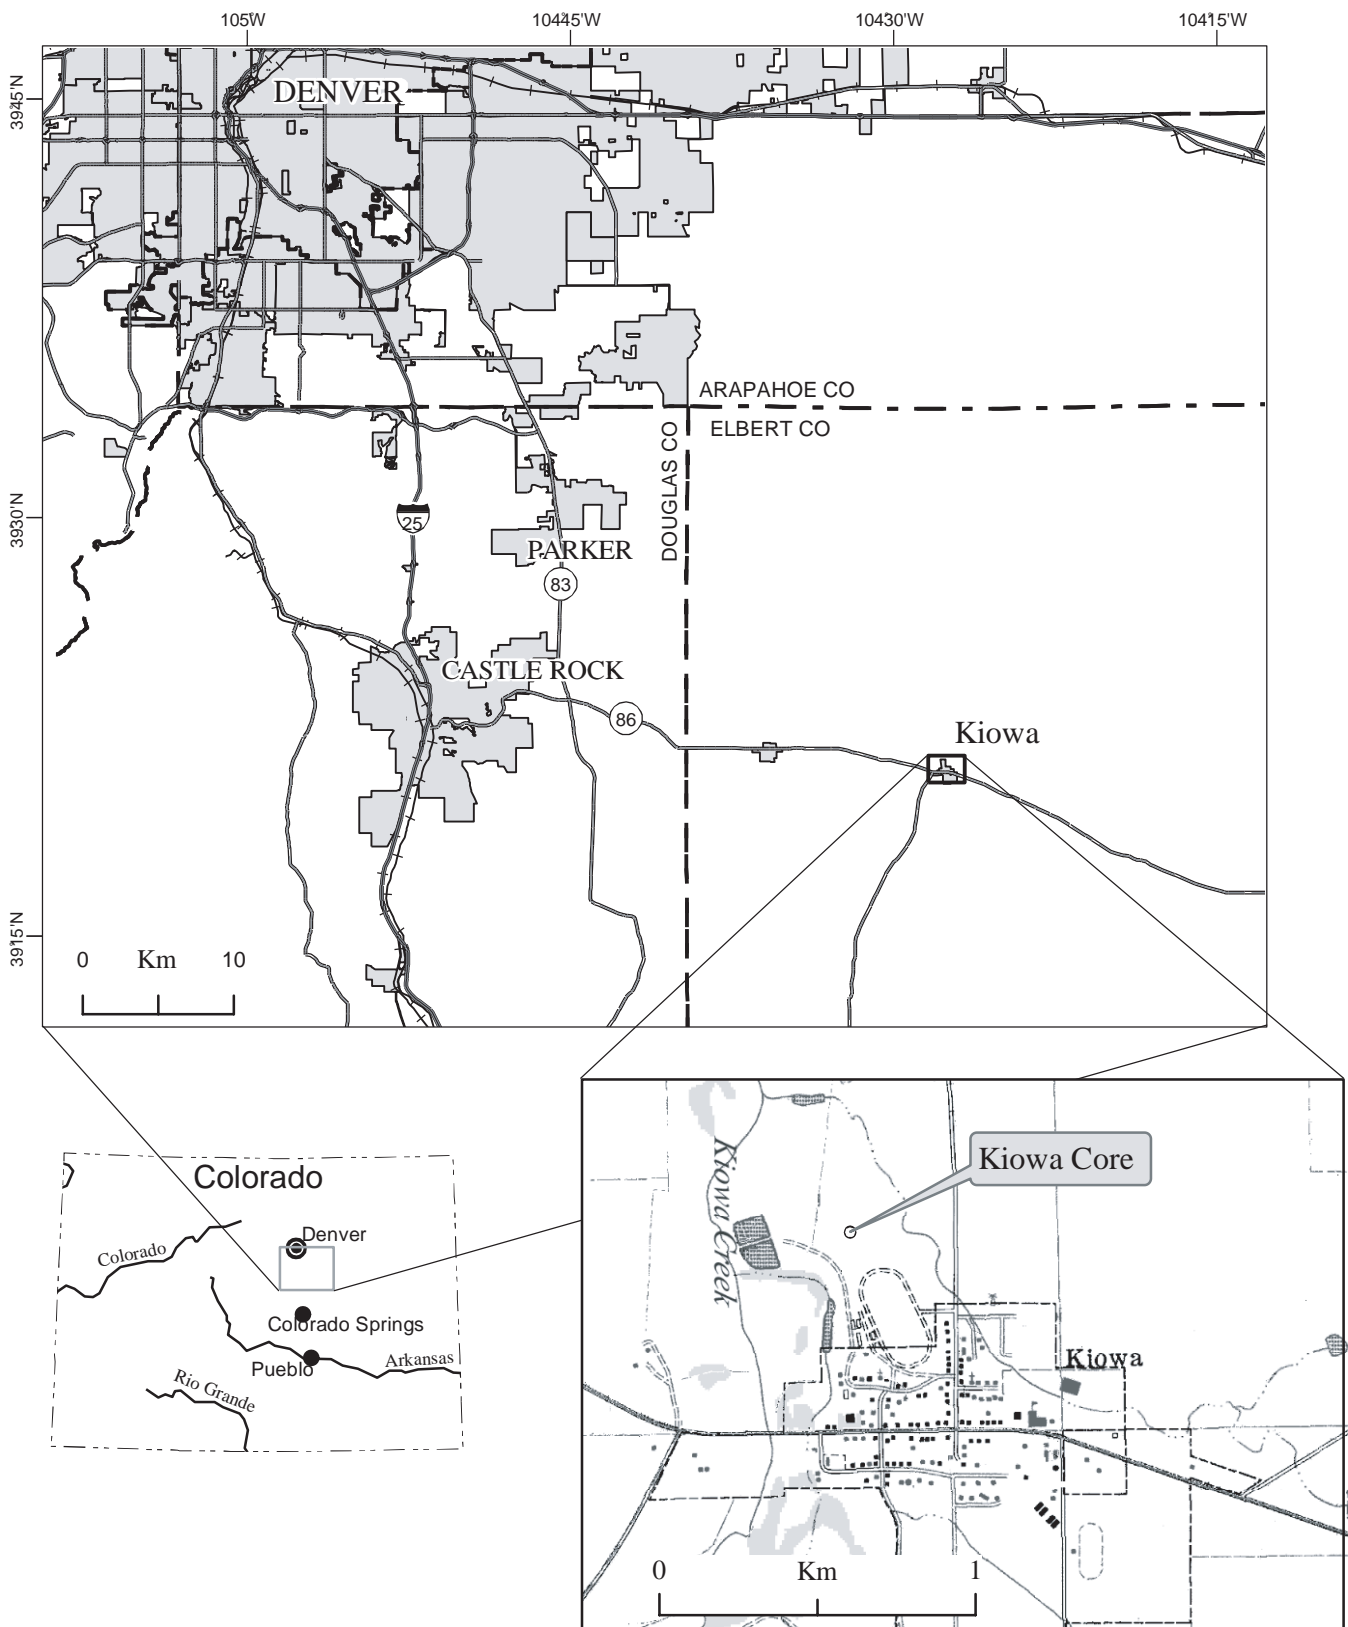 105°W
104°45'W
104°30'W
104°15'W
39°45'N
DENVER
ARAPAHOE CO
ELBERT CO
DOUGLAS CO
39°30'N
25
PARKER
83
CASTLE ROCK
86
Kiowa
39°15'N
0 Km 10
Kiowa Creek
Kiowa Core
Colorado
Denver
Colorado
Colorado Springs
Pueblo
Arkansas
Rio Grande
Kiowa
0 Km 1